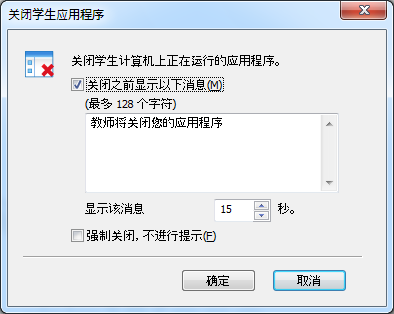 关闭学生应用程序
关闭学生计算机上正在运行的应用程序。
关闭之前显示以下消息(M)
(最多 128 个字符)
教师将关闭您的应用程序
显示该消息 15 秒。
强制关闭, 不进行提示(F)
确定 取消